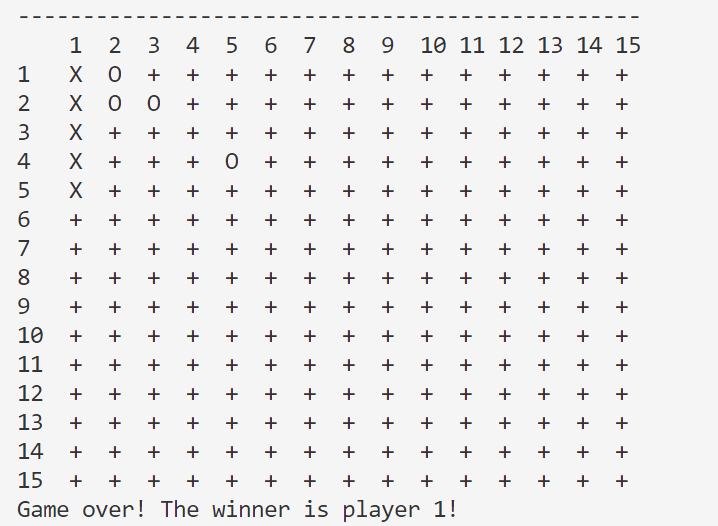 ------------------------------------------------
    1  2  3  4  5  6  7  8  9  10 11 12 13 14 15
1   X  O  +  +  +  +  +  +  +  +  +  +  +  +  +
2   X  O  O  +  +  +  +  +  +  +  +  +  +  +  +
3   X  +  +  +  +  +  +  +  +  +  +  +  +  +  +
4   X  +  +  +  O  +  +  +  +  +  +  +  +  +  +
5   X  +  +  +  +  +  +  +  +  +  +  +  +  +  +
6   +  +  +  +  +  +  +  +  +  +  +  +  +  +  +
7   +  +  +  +  +  +  +  +  +  +  +  +  +  +  +
8   +  +  +  +  +  +  +  +  +  +  +  +  +  +  +
9   +  +  +  +  +  +  +  +  +  +  +  +  +  +  +
10  +  +  +  +  +  +  +  +  +  +  +  +  +  +  +
11  +  +  +  +  +  +  +  +  +  +  +  +  +  +  +
12  +  +  +  +  +  +  +  +  +  +  +  +  +  +  +
13  +  +  +  +  +  +  +  +  +  +  +  +  +  +  +
14  +  +  +  +  +  +  +  +  +  +  +  +  +  +  +
15  +  +  +  +  +  +  +  +  +  +  +  +  +  +  +
Game over! The winner is player 1!